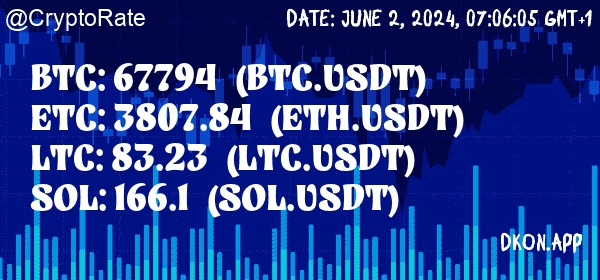 @CryptoRate
DATE: JUNE 2, 2024, 07:06:05 GMT+1
BTC: 67794 (BTC.USDT)
ETC: 3807.84 (ETH.USDT)
LTC: 83.23 (LTC.USDT)
SOL: 166.1 (SOL.USDT)
DKON.APP